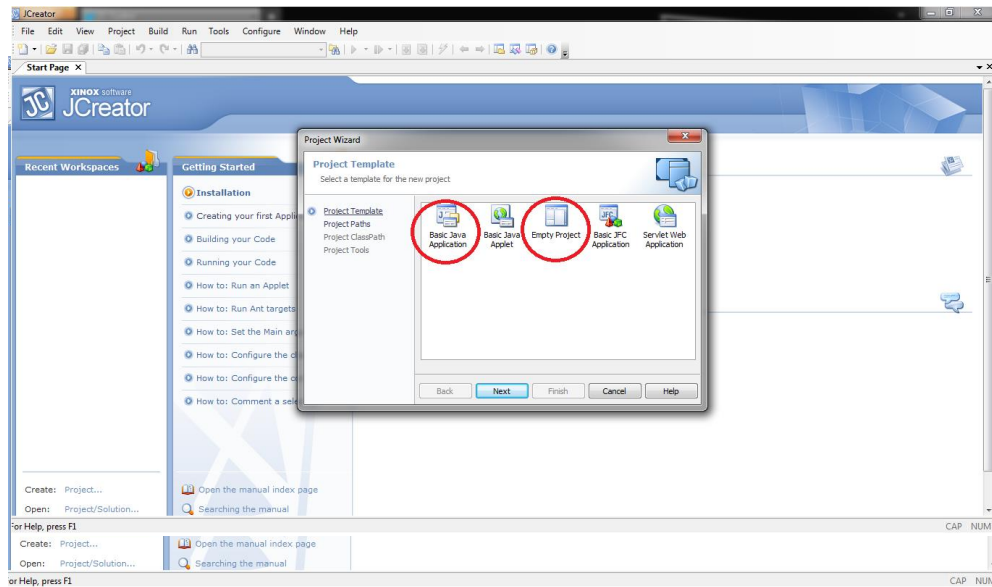 JCreator
File Edit View Project Build Run Tools Configure Window Help
Start Page
XINOX software
JCreator
Recent Workspaces
Getting Started
Installation
Creating your first Appli
Building your Code
Running your Code
How to: Run an Applet
How to: Run Ant targets
How to: Set the Main arg
How to: Configure the
How to: Configure the
How to: Comment a sele
Project Wizard
Project Template
Select a template for the new project
Project Template
Project Paths
Project ClassPath
Project Tools
Basic Java Application
Basic Java Applet
Empty Project
Basic JFC Application
Servlet Web Application
Back Next Finish Cancel Help
Create: Project...
Open: Project/Solution...
Open the manual index page
Searching the manual
For Help, press F1
CAP NUM
Create: Project...
Open: Project/Solution...
Open the manual index page
Searching the manual
or Help, press F1
CAP NUM